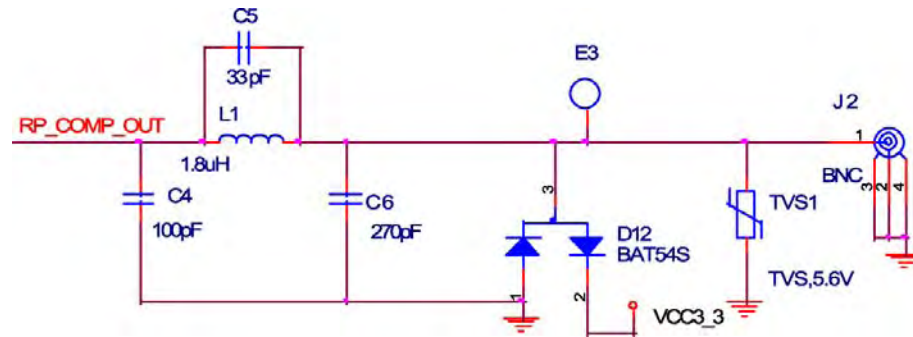 C5
33pF
E3
J2
RP_COMP_OUT
L1
1
1.8uH
3
BNC
3
2
4
C4
C6
TVS1
100pF
270pF
D12
BAT54S
TVS,5.6V
1
2
VCC3_3